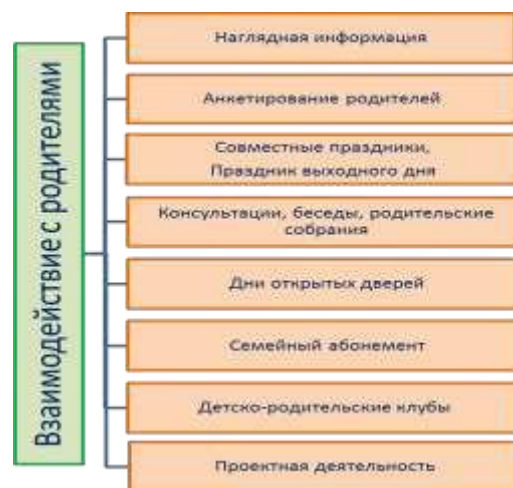 Взаимодействие с родителями
Наглядная информация
Анкетирование родителей
Совместные праздники,
Праздник выходного дня
Консультации, беседы, родительские
собрания
Дни открытых дверей
Семейный абонемент
Детско-родительские клубы
Проектная деятельность